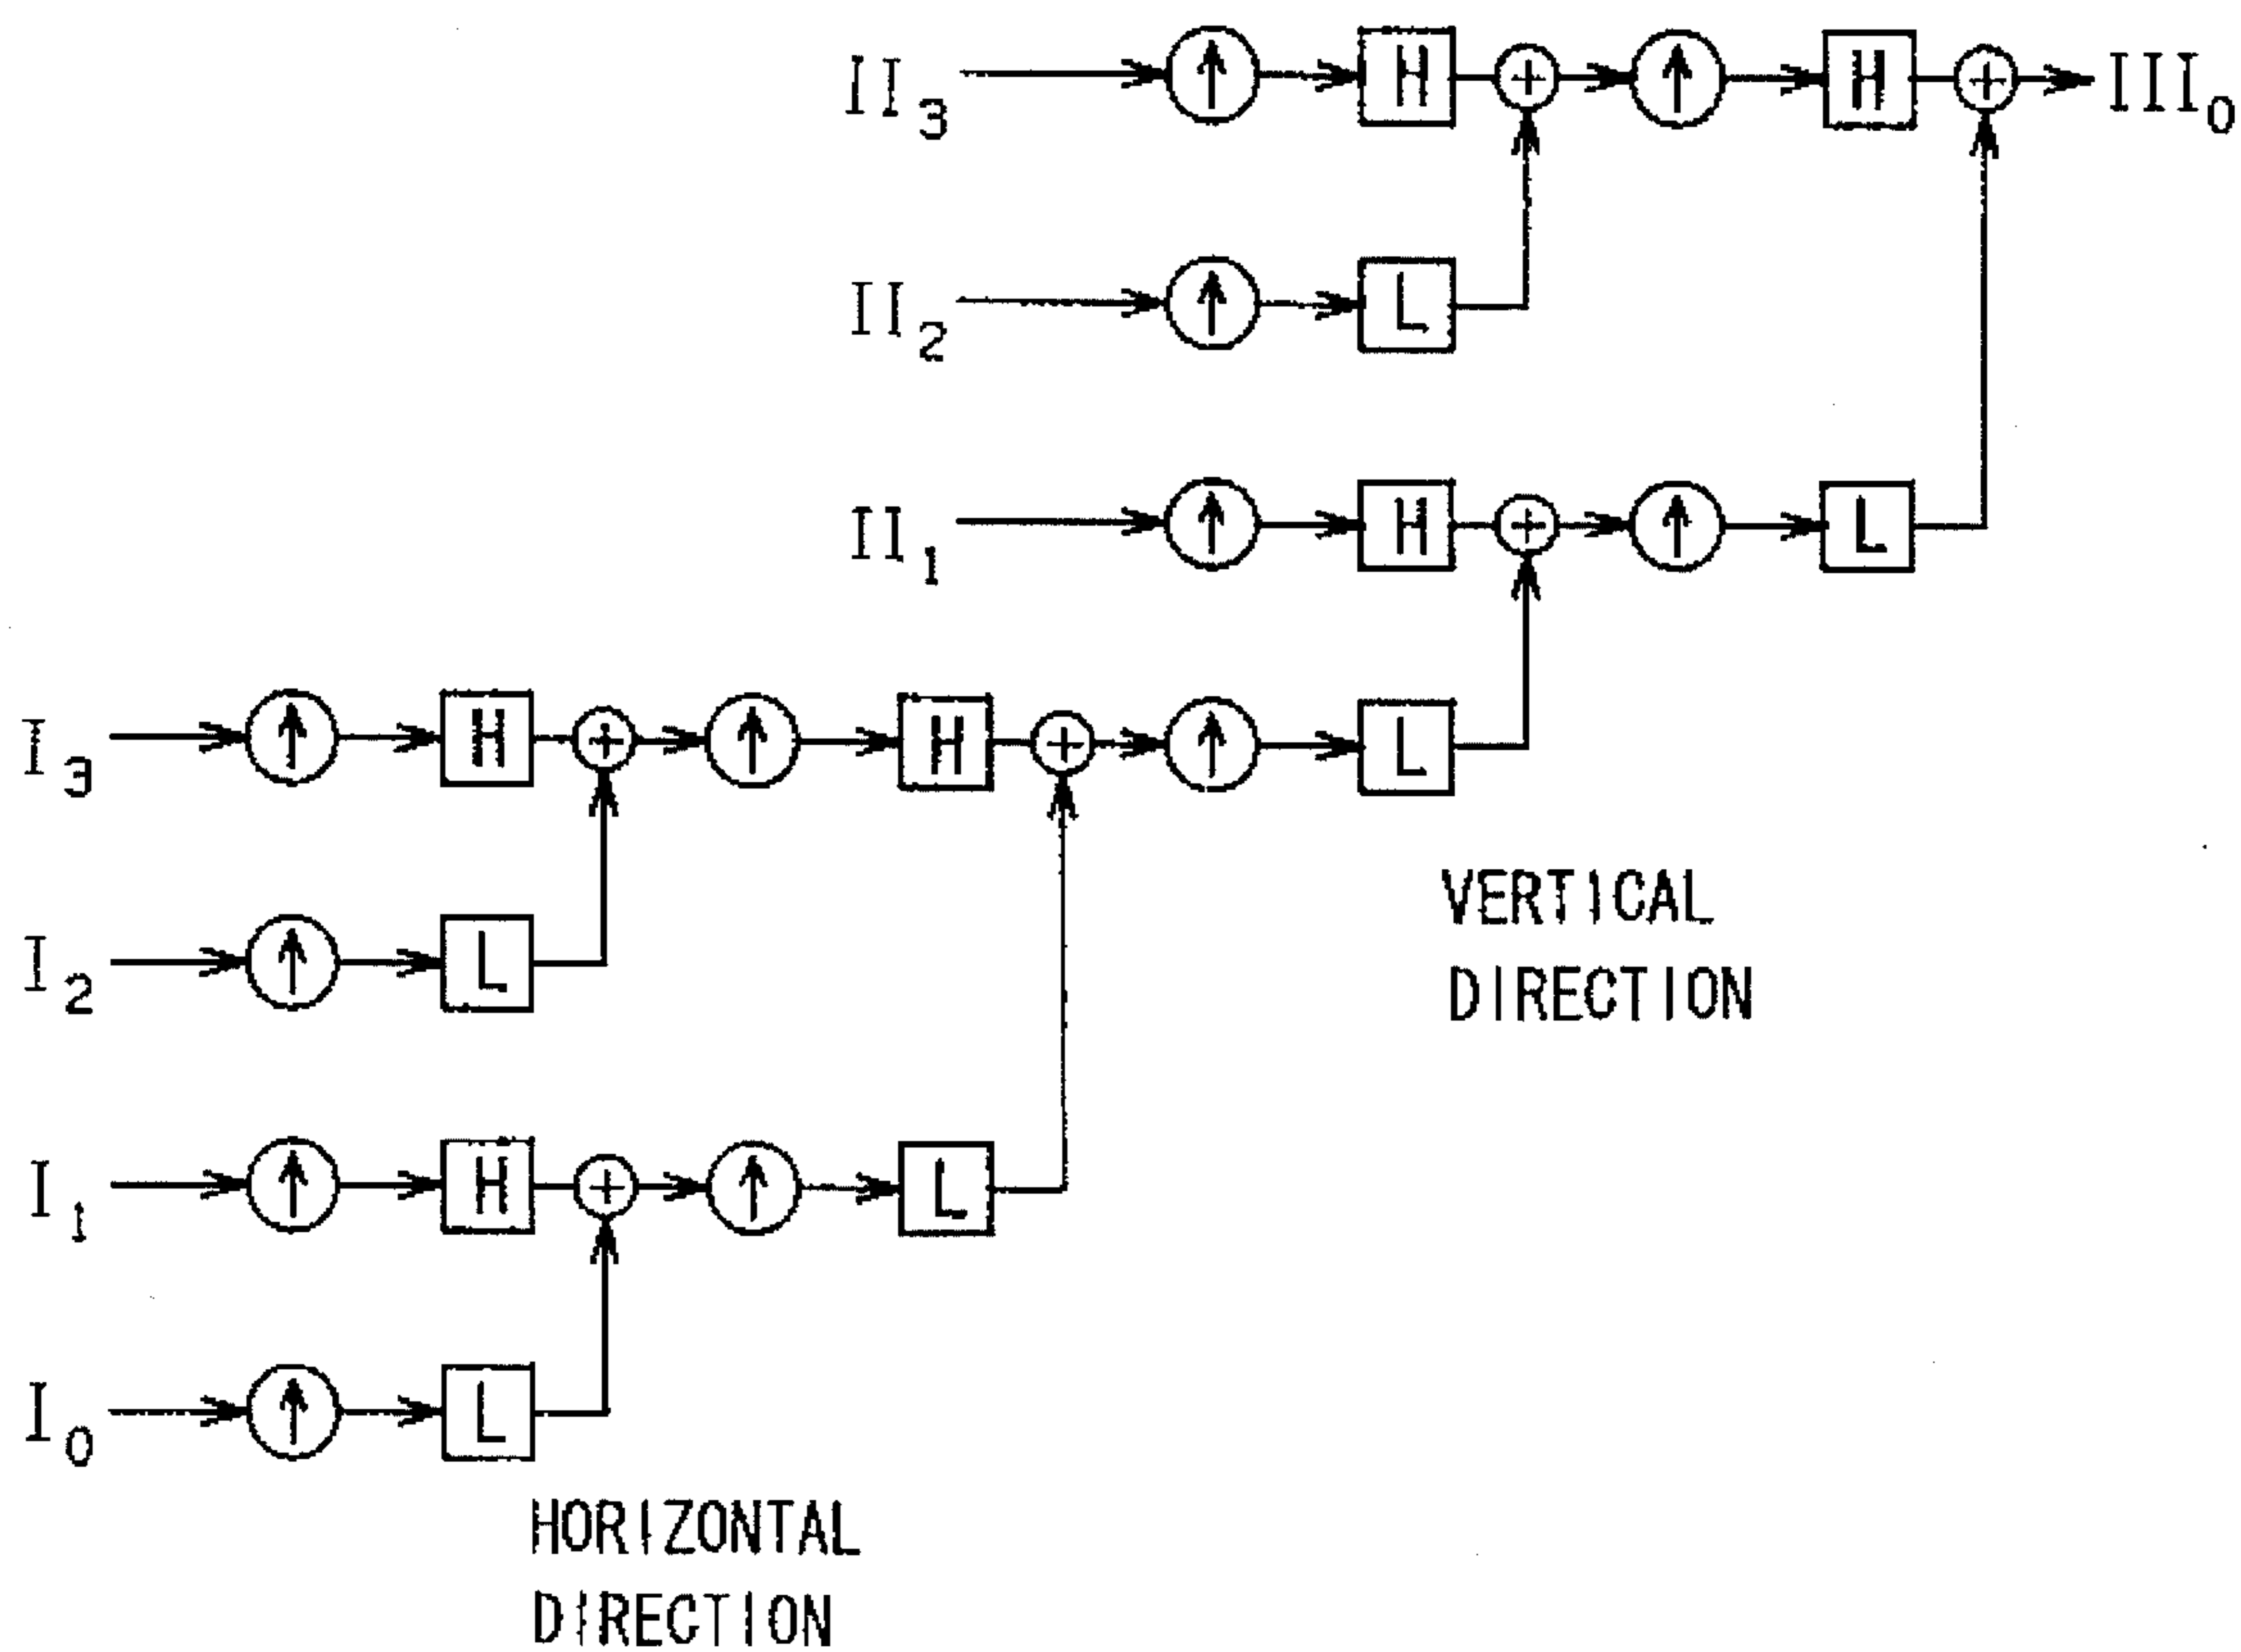 II3 ↑ H + ↑ H + III0
II2 ↑ L
II1 ↑ H + ↑ L
I3 ↑ H + ↑ H + ↑ L
VERTICAL
DIRECTION
I2 ↑ L
I1 ↑ H + ↑ L
I0 ↑ L
HORIZONTAL
DIRECTION